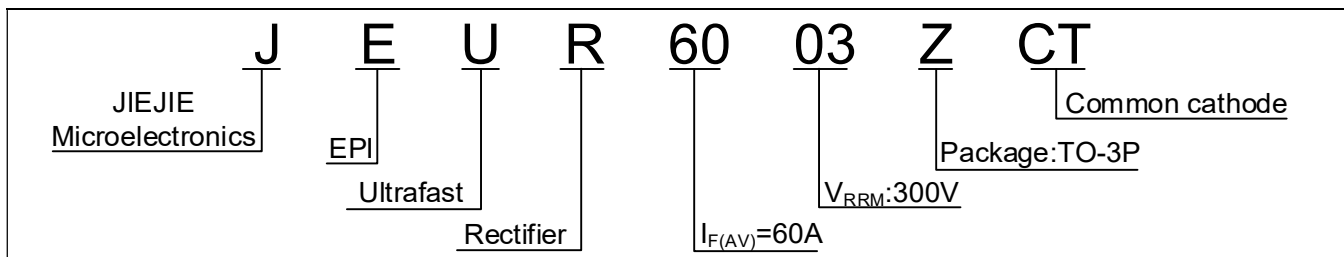 J E U R 60 03 Z CT
JIEJIE
Microelectronics
Common cathode
EPI
Package:TO-3P
Ultrafast
VRRM:300V
Rectifier
IF(AV)=60A